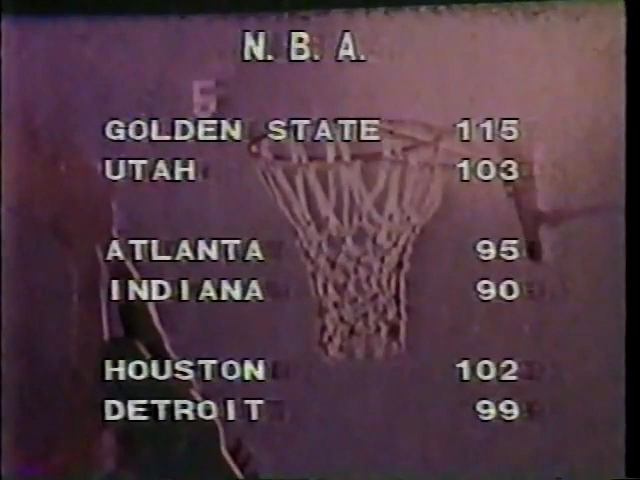 N. B. A.
GOLDEN STATE 115
UTAH 103
ATLANTA 95
INDIANA 90
HOUSTON 102
DETROIT 99